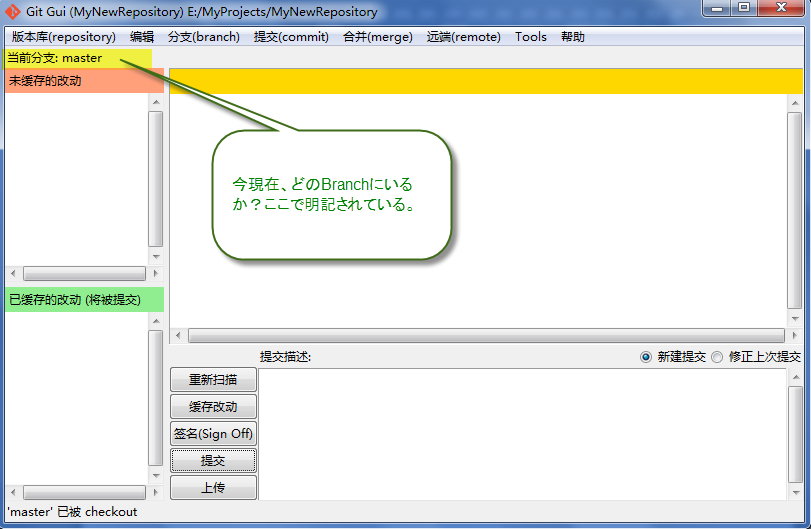 Git Gui (MyNewRepository) E:/MyProjects/MyNewRepository
版本库(repository) 编辑 分支(branch) 提交(commit) 合并(merge) 远端(remote) Tools 帮助
当前分支: master
未缓存的改动
今現在、どのBranchにいる
か？ここで明記されている。
已缓存的改动 (将被提交)
提交描述: 新建提交 修正上次提交
重新扫描
缓存改动
签名(Sign Off)
提交
上传
'master' 已被 checkout